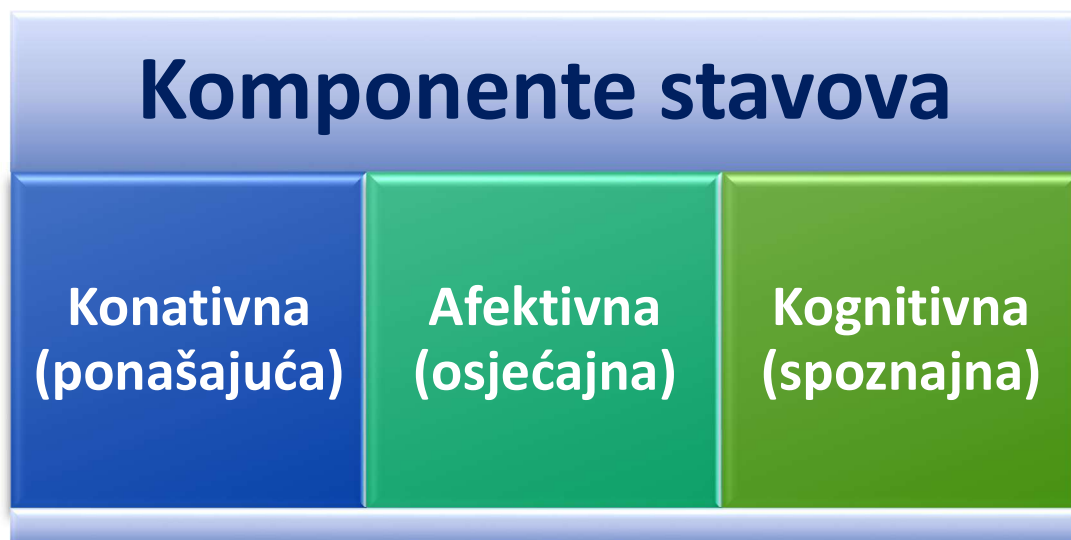 Komponente stavova
Konativna
(ponašajuća)
Afektivna
(osjećajna)
Kognitivna
(spoznajna)